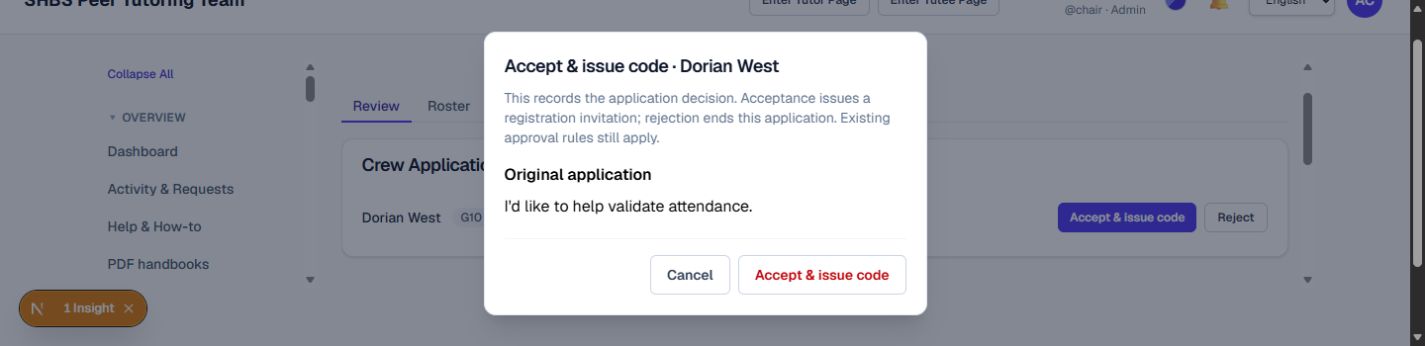 SHBS Peer Tutoring Team
Enter Tutor Page
Enter Tutee Page
@chair · Admin
English
AC
Collapse All
OVERVIEW
Dashboard
Activity & Requests
Help & How-to
PDF handbooks
1 Insight
Review
Roster
Crew Applicatio
Dorian West
G10
Accept & Issue code
Reject
Accept & issue code · Dorian West
This records the application decision. Acceptance issues a
registration invitation; rejection ends this application. Existing
approval rules still apply.
Original application
I'd like to help validate attendance.
Cancel
Accept & issue code